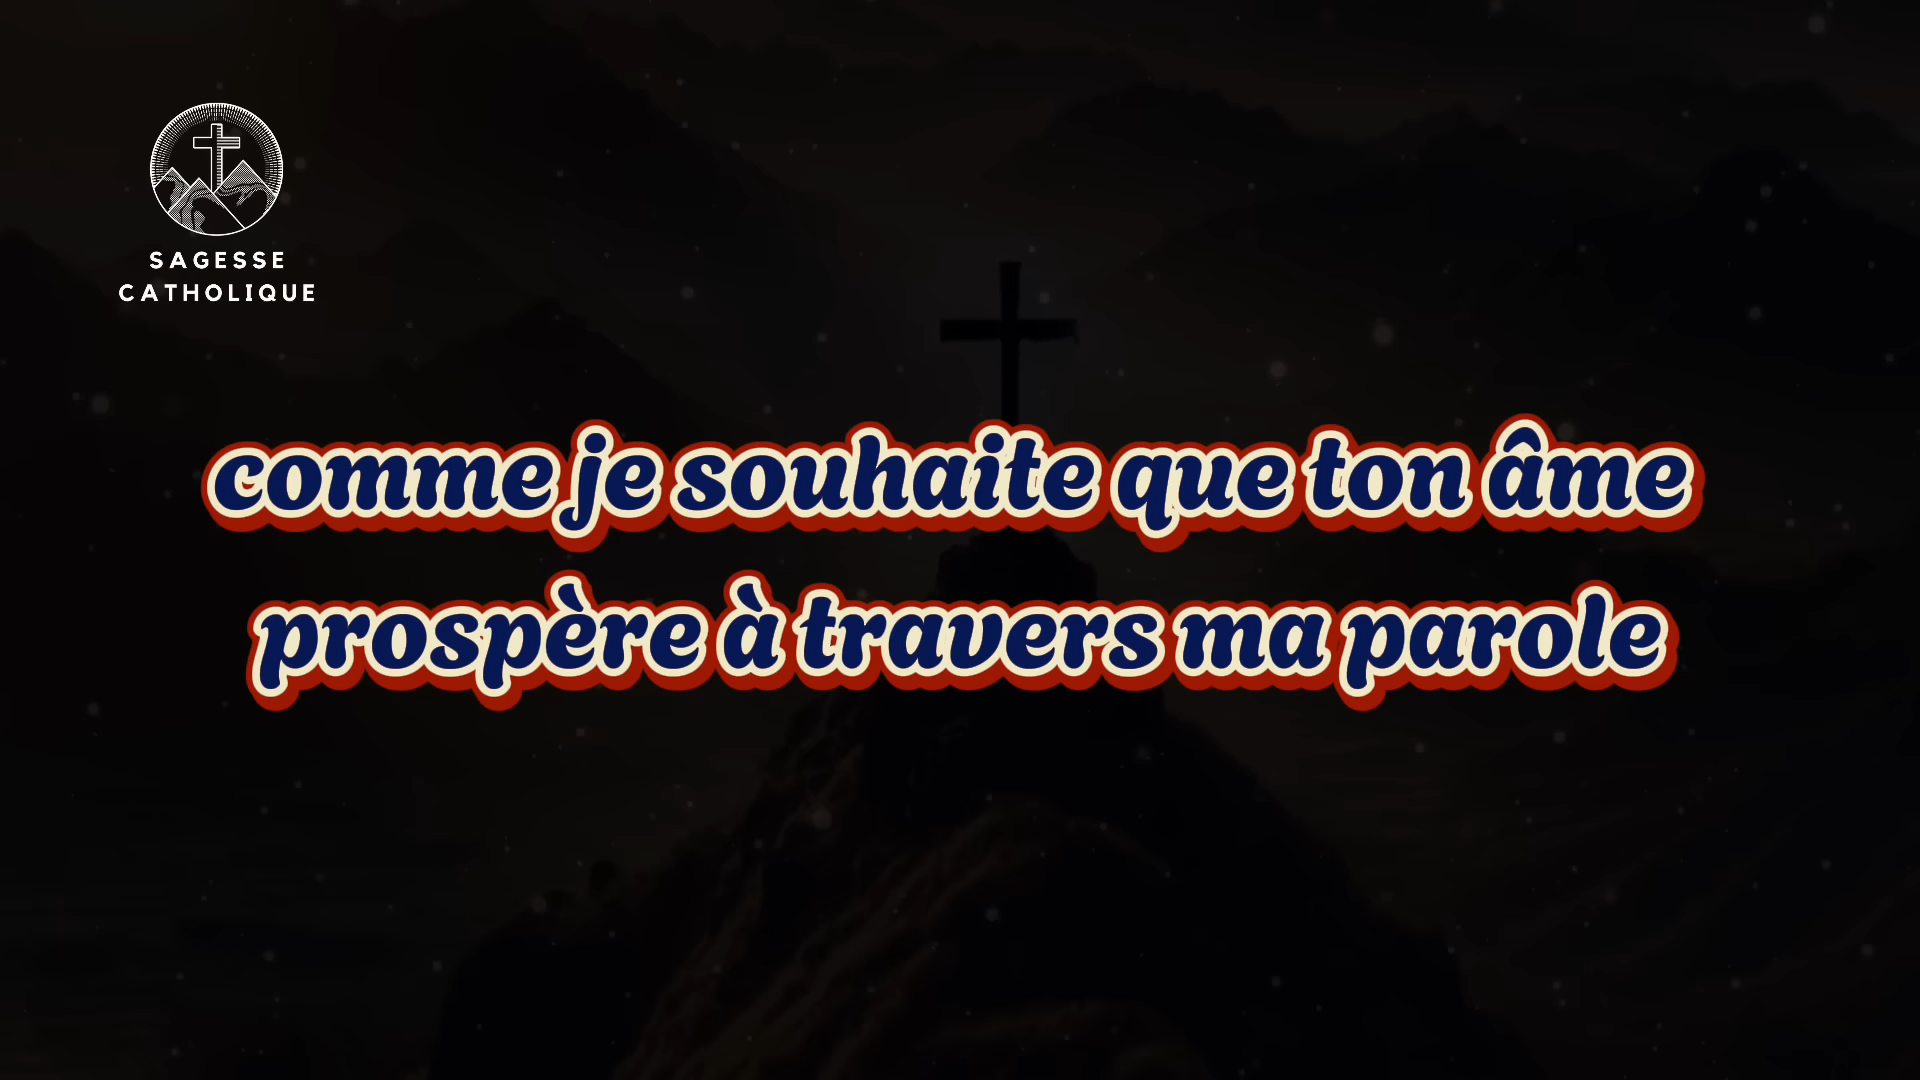 SAGESSE
CATHOLIQUE
comme je souhaite que ton âme
prospère à travers ma parole